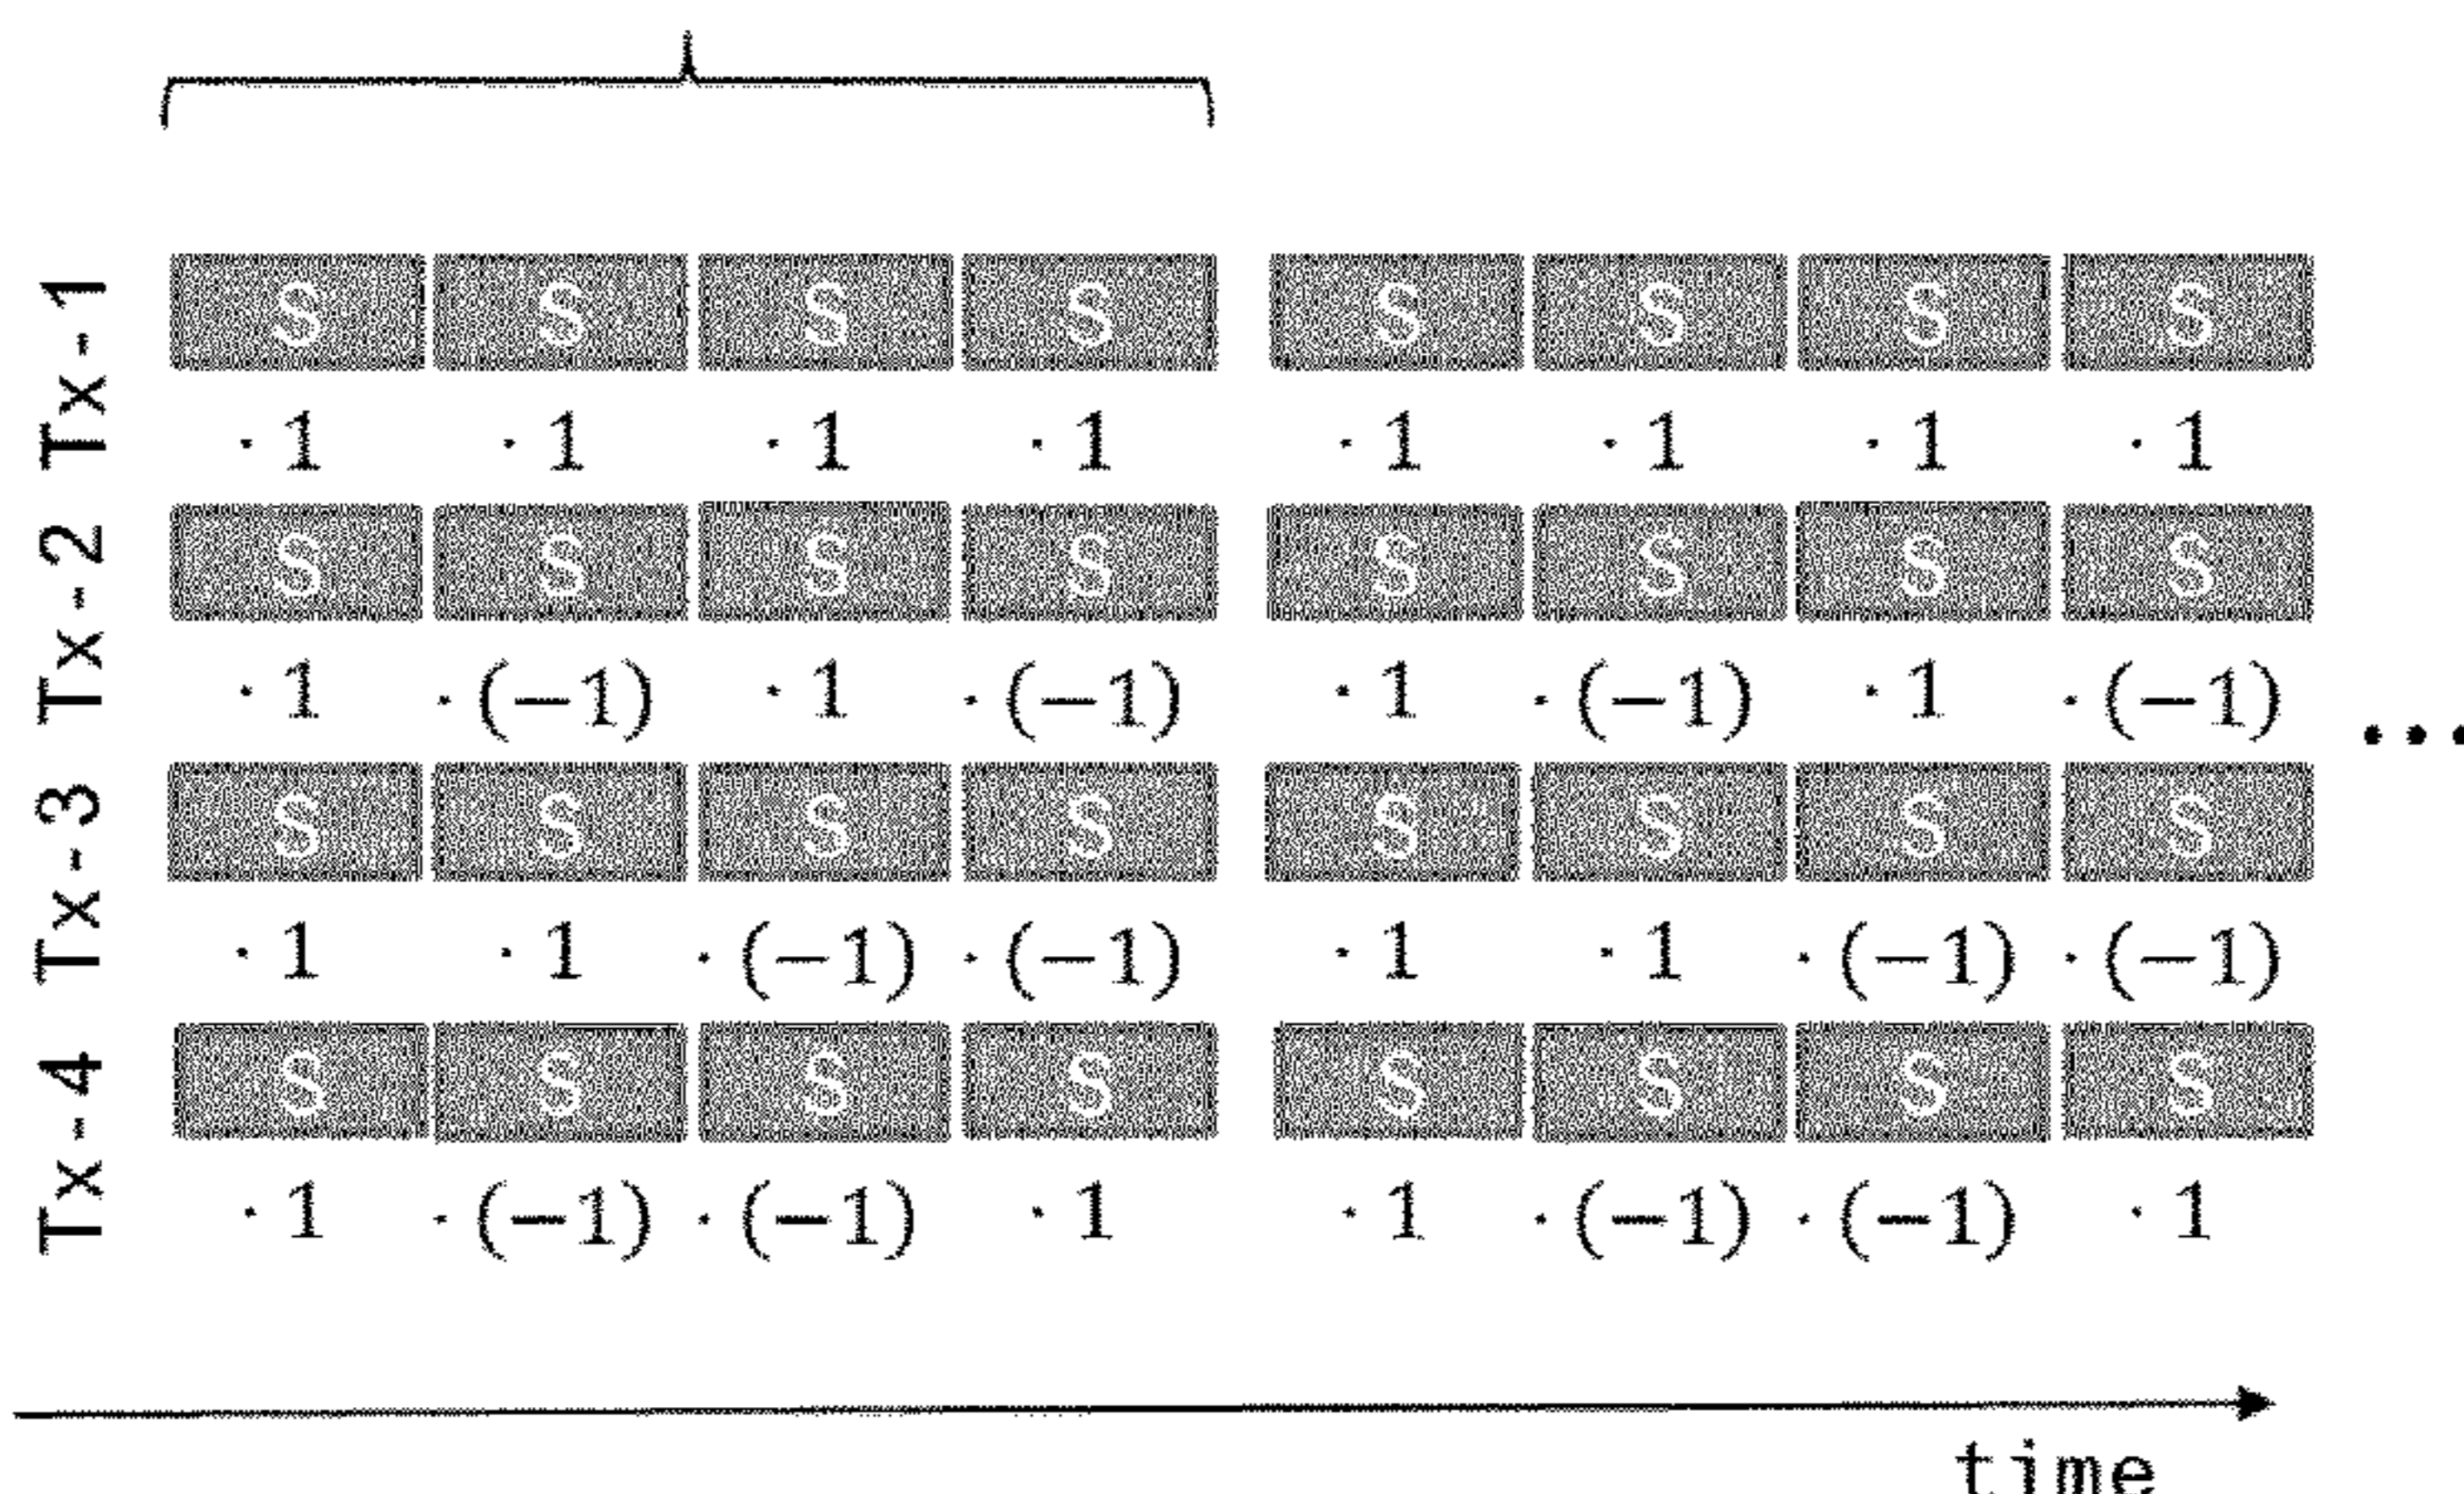 Tx-1 S S S S S S S S
· 1 · 1 · 1 · 1 · 1 · 1 · 1 · 1
Tx-2 S S S S S S S S
· 1 · (−1) · 1 · (−1) · 1 · (−1) · 1 · (−1)
...
Tx-3 S S S S S S S S
· 1 · 1 · (−1) · (−1) · 1 · 1 · (−1) · (−1)
Tx-4 S S S S S S S S
· 1 · (−1) · (−1) · 1 · 1 · (−1) · (−1) · 1
time